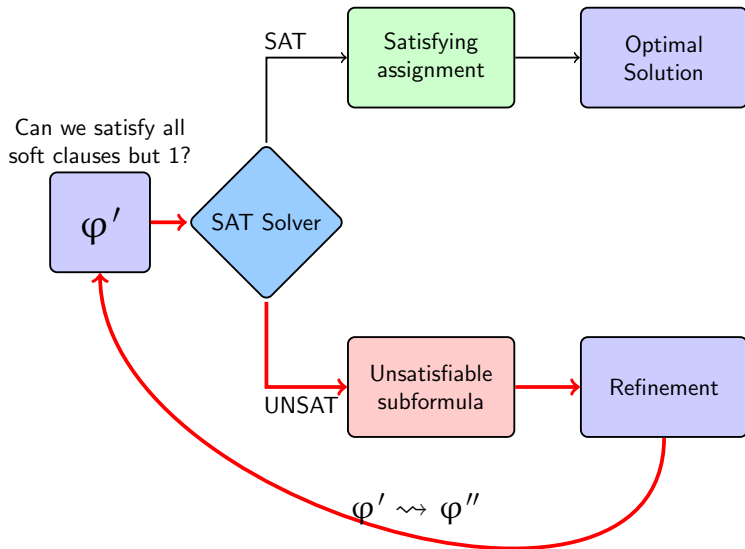 SAT
Satisfying
assignment
Optimal
Solution
Can we satisfy all
soft clauses but 1?
φ′
SAT Solver
UNSAT
Unsatisfiable
subformula
Refinement
φ′ ⇝ φ′′